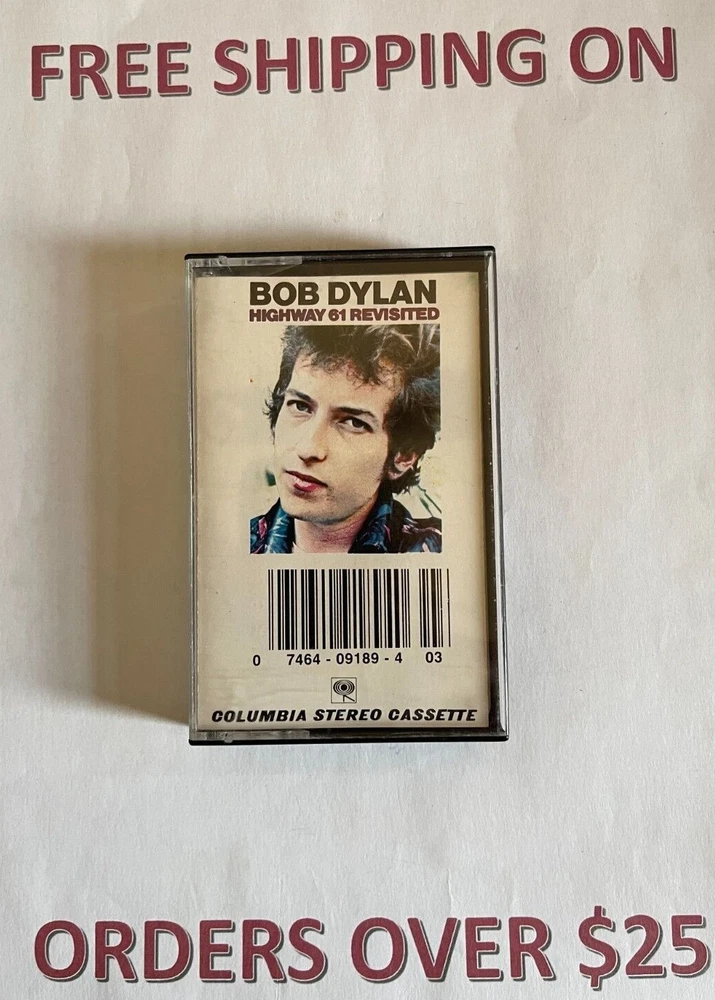 FREE SHIPPING ON
BOB DYLAN
HIGHWAY 61 REVISITED
0 7464 - 09189 - 4 03
COLUMBIA STEREO CASSETTE
ORDERS OVER $25